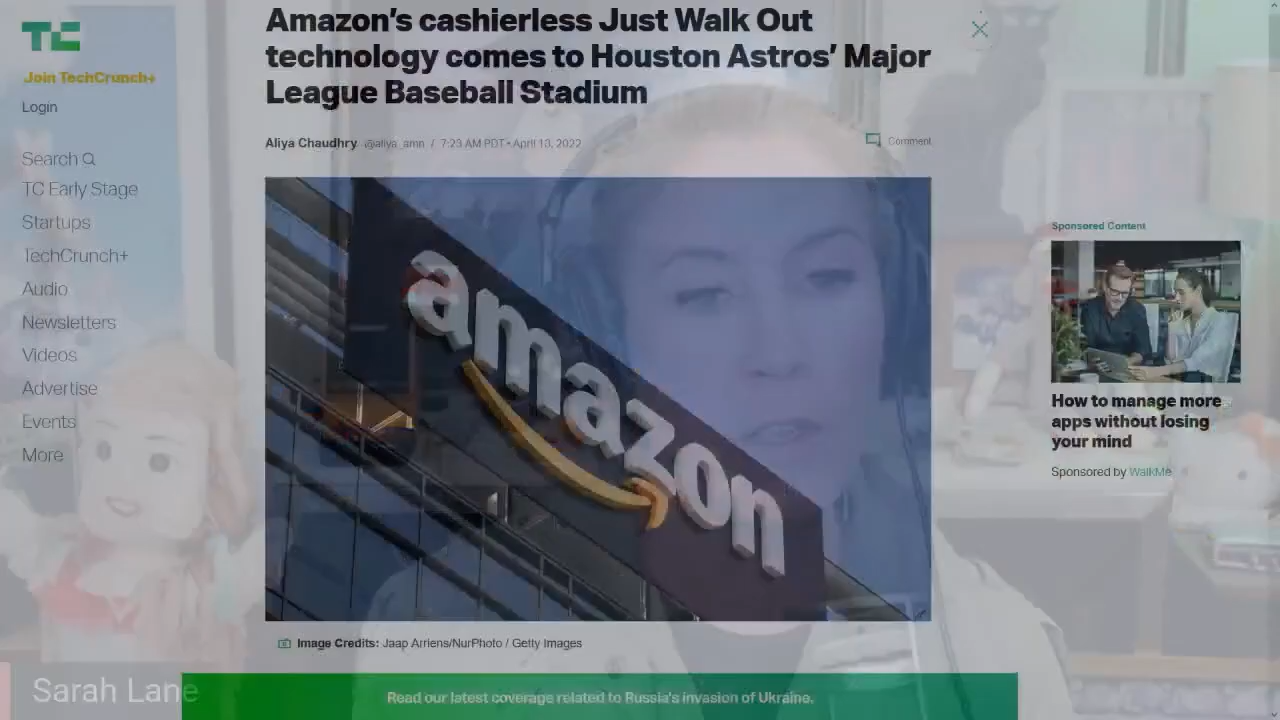 TC
Join TechCrunch+
Login
Search
TC Early Stage
Startups
TechCrunch+
Audio
Newsletters
Videos
Advertise
Events
More
Amazon’s cashierless Just Walk Out
technology comes to Houston Astros’ Major
League Baseball Stadium
Aliya Chaudhry @aliya_amn / 7:23 AM PDT • April 13, 2022
Comment
amazon
Image Credits: Jaap Arriens/NurPhoto / Getty Images
Sponsored Content
How to manage more
apps without losing
your mind
Sponsored by WalkMe
Sarah Lane
Read our latest coverage related to Russia's invasion of Ukraine.